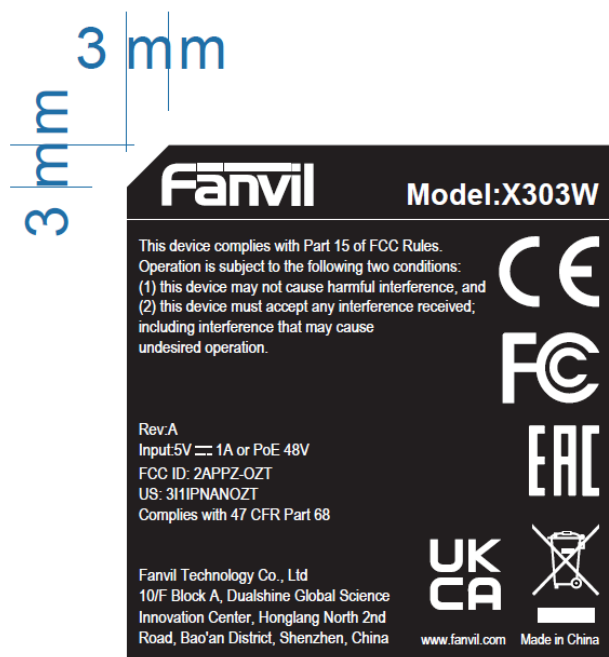 3 mm
3 mm
Fanvil
Model:X303W
This device complies with Part 15 of FCC Rules.
Operation is subject to the following two conditions:
(1) this device may not cause harmful interference, and
(2) this device must accept any interference received;
including interference that may cause
undesired operation.
CE
FC
Rev:A
Input:5V ⎓ 1A or PoE 48V
FCC ID: 2APPZ-OZT
US: 3I1IPNANOZT
Complies with 47 CFR Part 68
EAC
UK
CA
Fanvil Technology Co., Ltd
10/F Block A, Dualshine Global Science
Innovation Center, Honglang North 2nd
Road, Bao'an District, Shenzhen, China
www.fanvil.com Made in China